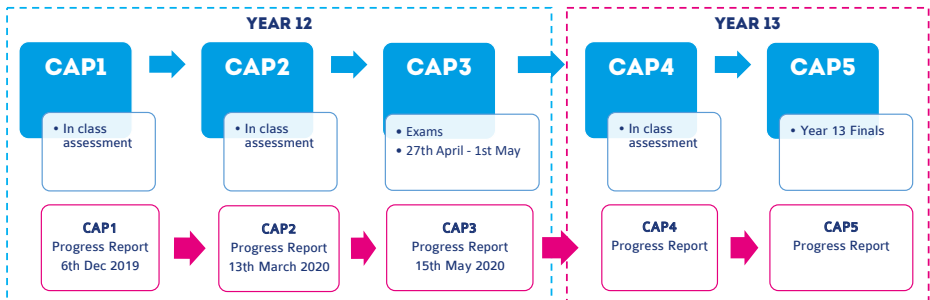 YEAR 12
YEAR 13
CAP1
CAP2
CAP3
CAP4
CAP5
• In class
assessment
• In class
assessment
• Exams
• 27th April - 1st May
• In class
assessment
• Year 13 Finals
CAP1
Progress Report
6th Dec 2019
CAP2
Progress Report
13th March 2020
CAP3
Progress Report
15th May 2020
CAP4
Progress Report
CAP5
Progress Report